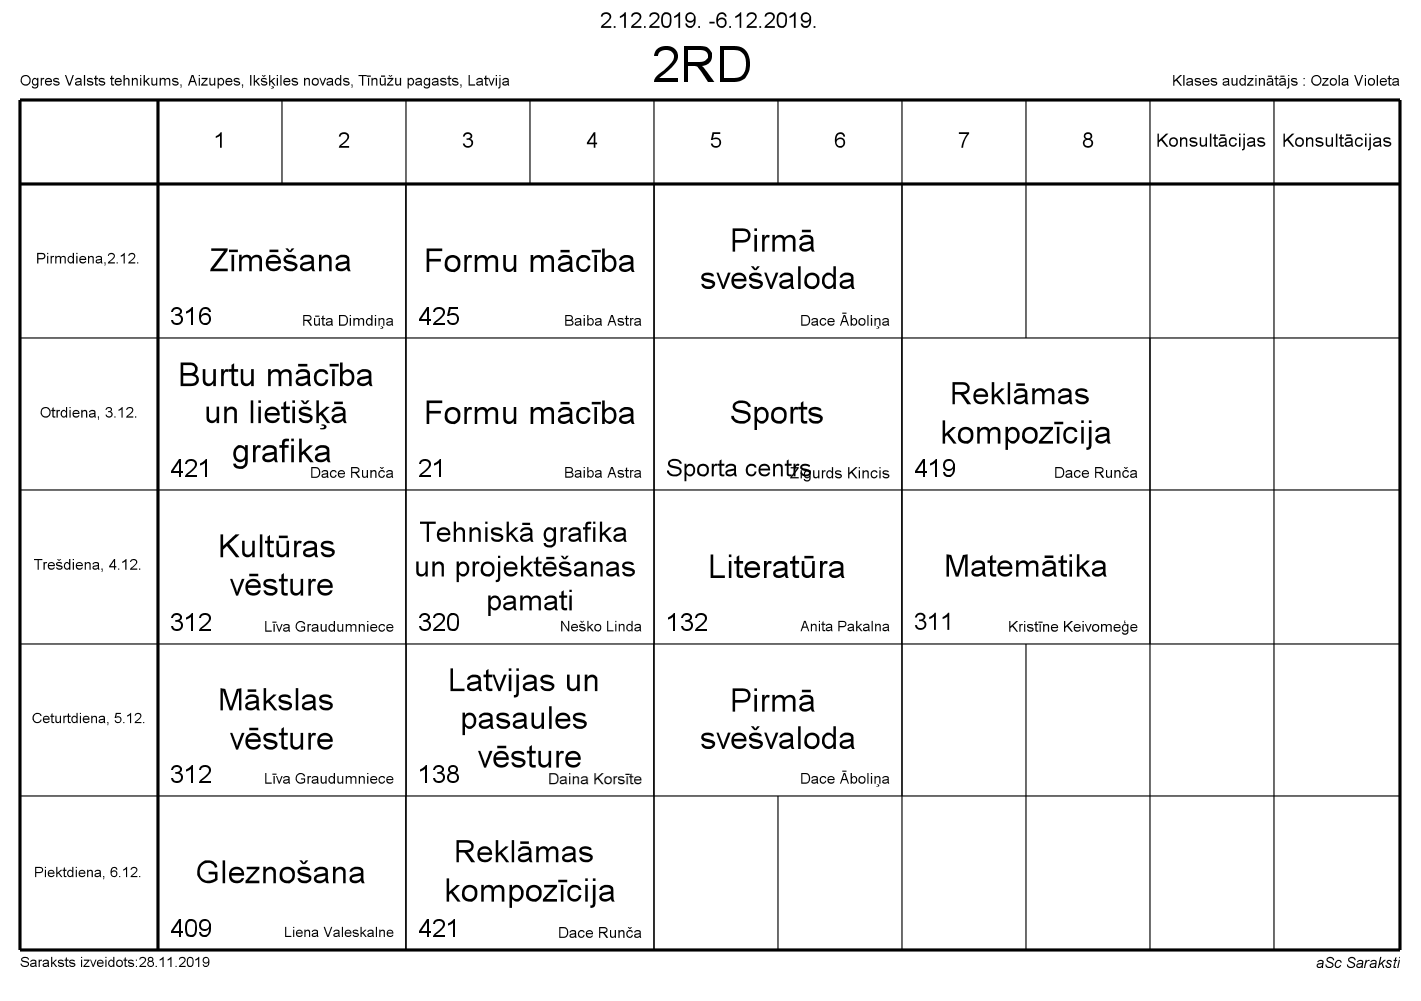 2.12.2019. -6.12.2019.
2RD
Ogres Valsts tehnikums, Aizupes, Ikšķiles novads, Tīnūžu pagasts, Latvija
Klases audzinātājs : Ozola Violeta
1 2 3 4 5 6 7 8 Konsultācijas Konsultācijas
Pirmdiena,2.12.
Zīmēšana
316 Rūta Dimdiņa
Formu mācība
425 Baiba Astra
Pirmā
svešvaloda
Dace Āboliņa
Otrdiena, 3.12.
Burtu mācība
un lietišķā
grafika
421 Dace Runča
Formu mācība
21 Baiba Astra
Sports
Sporta centrs Zigurds Kincis
Reklāmas
kompozīcija
419 Dace Runča
Trešdiena, 4.12.
Kultūras
vēsture
312 Līva Graudumniece
Tehniskā grafika
un projektēšanas
pamati
320 Neško Linda
Literatūra
132 Anita Pakalna
Matemātika
311 Kristīne Keivomeģe
Ceturtdiena, 5.12.
Mākslas
vēsture
312 Līva Graudumniece
Latvijas un
pasaules
vēsture
138 Daina Korsīte
Pirmā
svešvaloda
Dace Āboliņa
Piektdiena, 6.12.
Gleznošana
409 Liena Valeskalne
Reklāmas
kompozīcija
421 Dace Runča
Saraksts izveidots:28.11.2019
aSc Saraksti